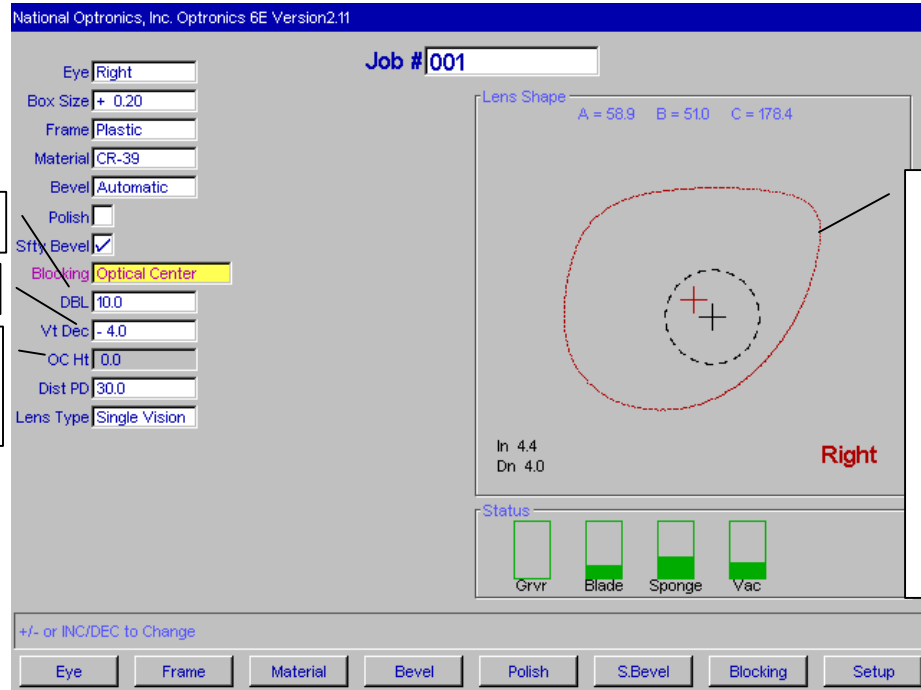 National Optronics, Inc. Optronics 6E Version2.11
Job # 001
Eye Right
Box Size + 0.20
Frame Plastic
Material CR-39
Bevel Automatic
Polish
Sfty Bevel
Blocking Optical Center
DBL 10.0
Vt Dec - 4.0
OC Ht 0.0
Dist PD 30.0
Lens Type Single Vision
Lens Shape
A = 58.9 B = 51.0 C = 178.4
In 4.4
Dn 4.0
Right
Status
Grvr Blade Sponge Vac
+/- or INC/DEC to Change
Eye Frame Material Bevel Polish S.Bevel Blocking Setup